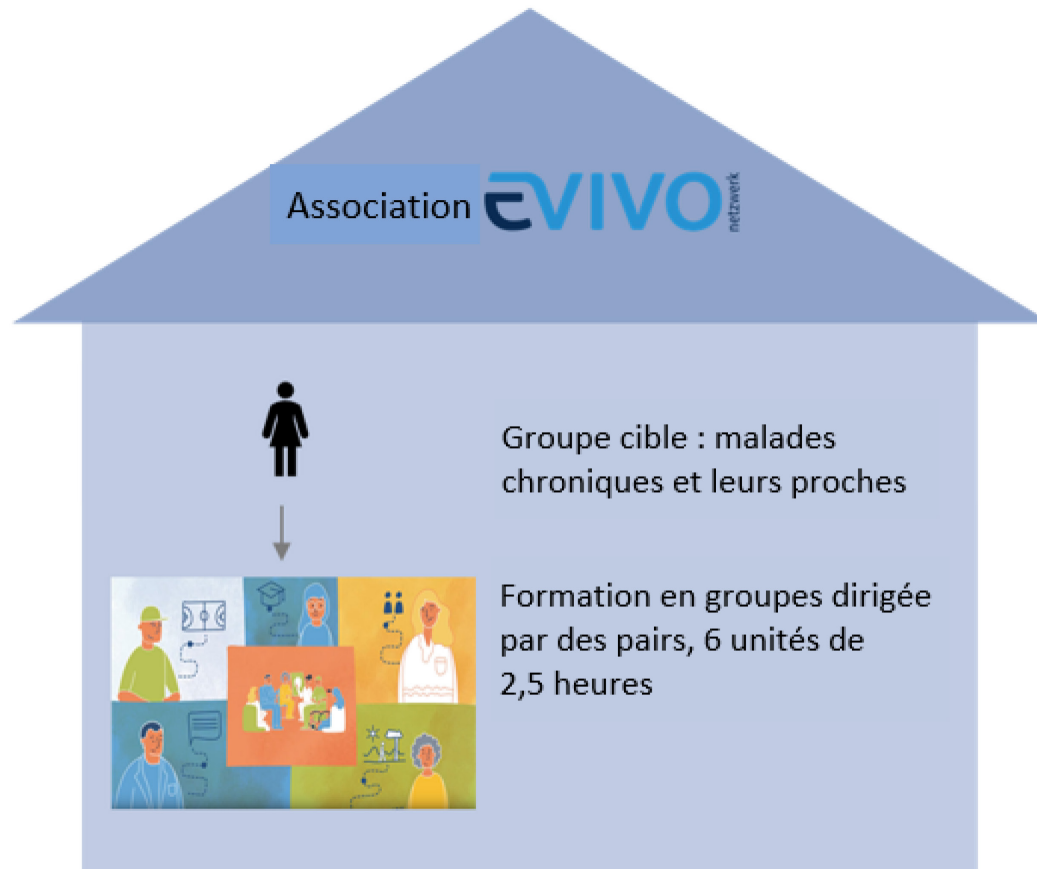 Association EVIVO netzwerk
Groupe cible : malades
chroniques et leurs proches
Formation en groupes dirigée
par des pairs, 6 unités de
2,5 heures